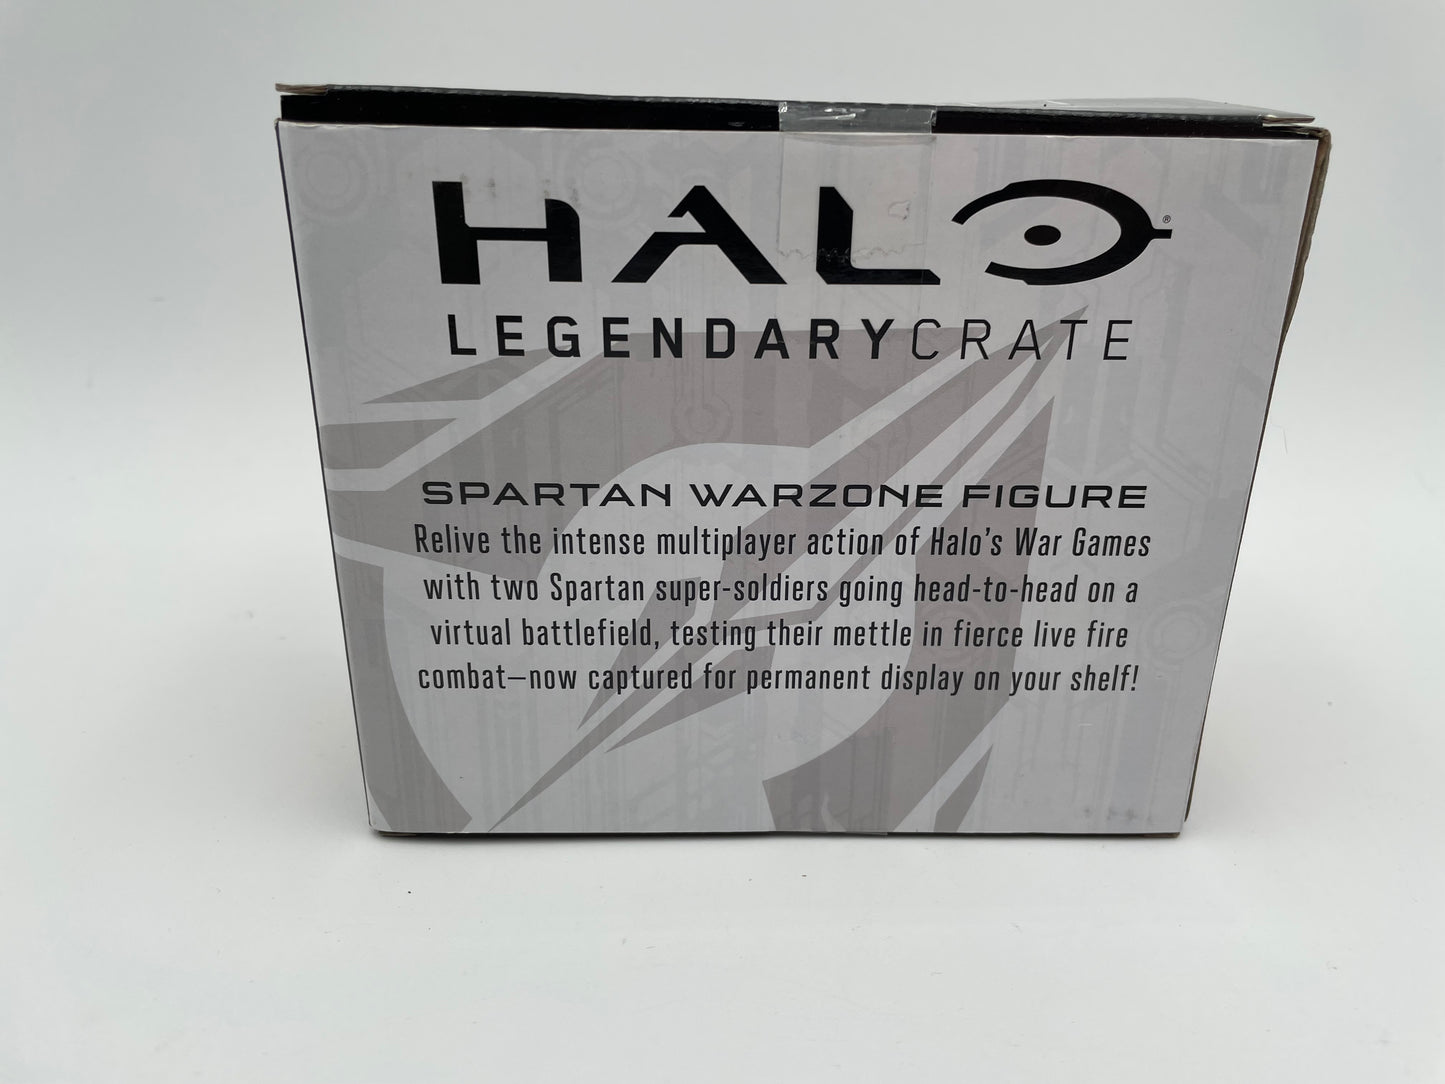 HALO®
LEGENDARYCRATE
SPARTAN WARZONE FIGURE
Relive the intense multiplayer action of Halo's War Games
with two Spartan super-soldiers going head-to-head on a
virtual battlefield, testing their mettle in fierce live fire
combat—now captured for permanent display on your shelf!